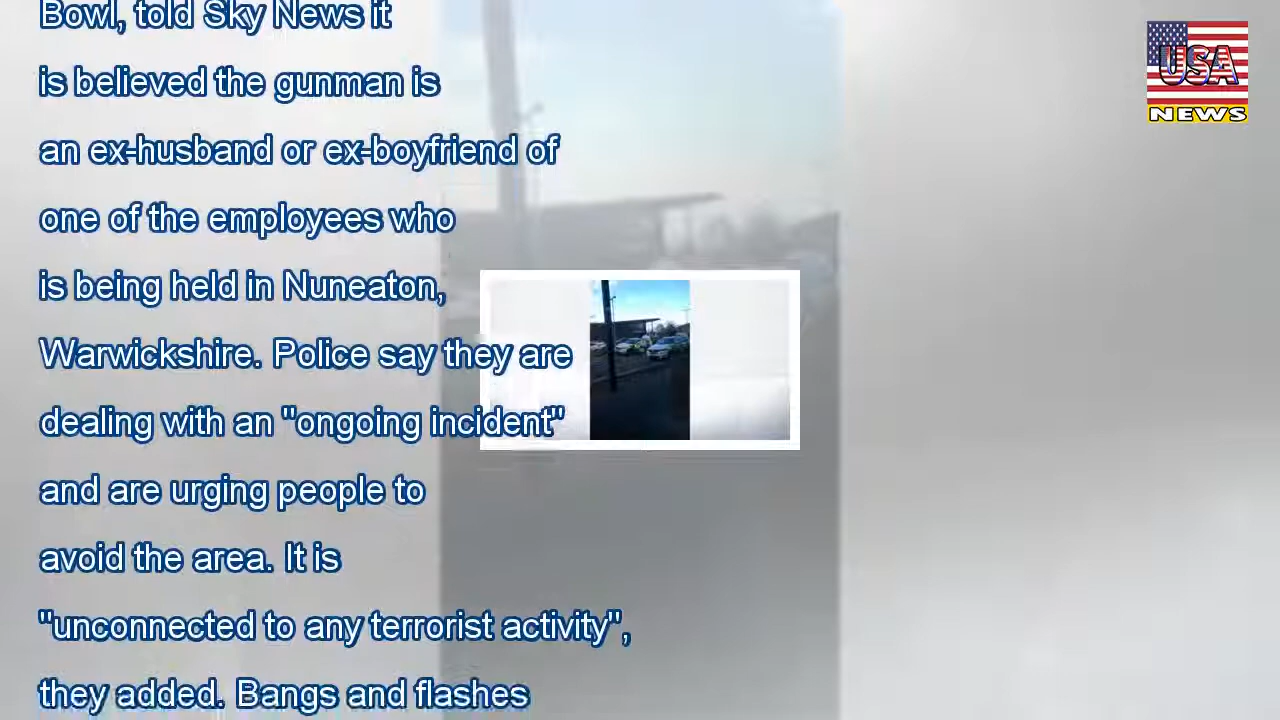 Bowl, told Sky News it
is believed the gunman is
an ex-husband or ex-boyfriend of
one of the employees who
is being held in Nuneaton,
Warwickshire. Police say they are
dealing with an "ongoing incident"
and are urging people to
avoid the area. It is
"unconnected to any terrorist activity",
they added. Bangs and flashes
USA
NEWS